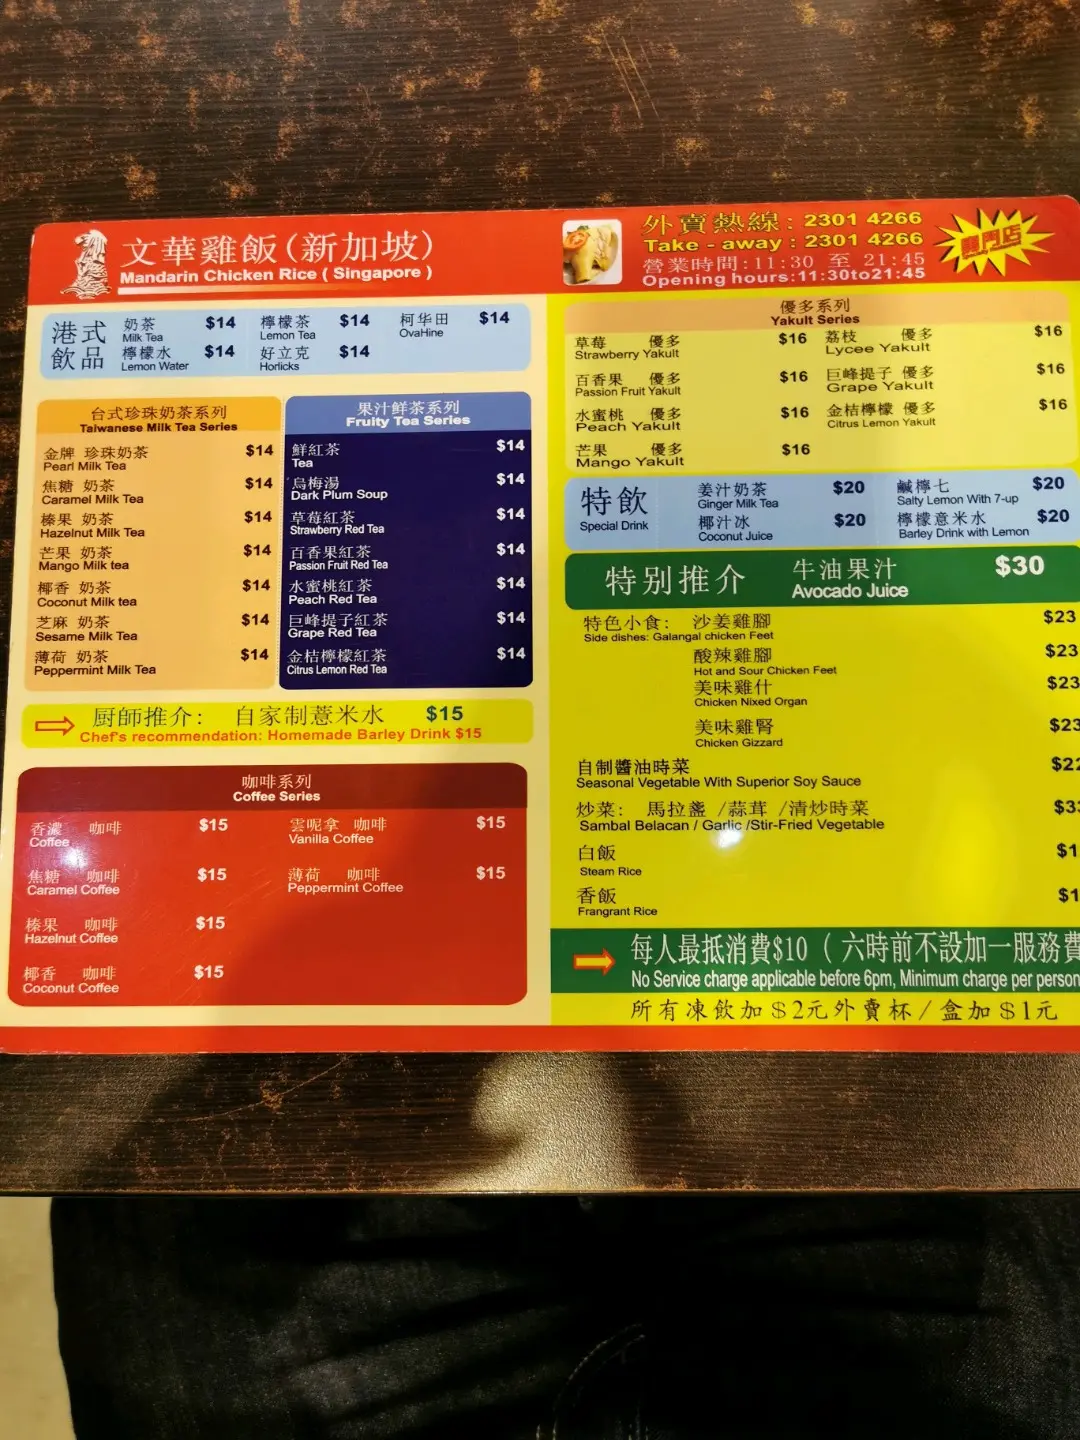 文華雞飯(新加坡)
Mandarin Chicken Rice ( Singapore )
外賣熱線: 2301 4266
Take - away : 2301 4266
營業時間:11:30 至 21:45
Opening hours:11:30to21:45
專門店
港式
飲品
奶茶 $14
Milk Tea
檸檬茶 $14
Lemon Tea
柯华田 $14
OvaHine
檸檬水 $14
Lemon Water
好立克 $14
Horlicks
台式珍珠奶茶系列
Taiwanese Milk Tea Series
金牌 珍珠奶茶 $14
Pearl Milk Tea
焦糖 奶茶 $14
Caramel Milk Tea
榛果 奶茶 $14
Hazelnut Milk Tea
芒果 奶茶 $14
Mango Milk tea
椰香 奶茶 $14
Coconut Milk tea
芝麻 奶茶 $14
Sesame Milk Tea
薄荷 奶茶 $14
Peppermint Milk Tea
果汁鮮茶系列
Fruity Tea Series
鮮紅茶 $14
Tea
烏梅湯 $14
Dark Plum Soup
草莓紅茶 $14
Strawberry Red Tea
百香果紅茶 $14
Passion Fruit Red Tea
水蜜桃紅茶 $14
Peach Red Tea
巨峰提子紅茶 $14
Grape Red Tea
金桔檸檬紅茶 $14
Citrus Lemon Red Tea
厨師推介: 自家制薏米水 $15
Chef's recommendation: Homemade Barley Drink $15
咖啡系列
Coffee Series
香濃 咖啡 $15
Coffee
雲呢拿 咖啡 $15
Vanilla Coffee
焦糖 咖啡 $15
Caramel Coffee
薄荷 咖啡 $15
Peppermint Coffee
榛果 咖啡 $15
Hazelnut Coffee
椰香 咖啡 $15
Coconut Coffee
優多系列
Yakult Series
草莓 優多 $16
Strawberry Yakult
荔枝 優多 $16
Lycee Yakult
百香果 優多 $16
Passion Fruit Yakult
巨峰提子 優多 $16
Grape Yakult
水蜜桃 優多 $16
Peach Yakult
金桔檸檬 優多 $16
Citrus Lemon Yakult
芒果 優多 $16
Mango Yakult
特飲
Special Drink
姜汁奶茶 $20
Ginger Milk Tea
鹹檸七 $20
Salty Lemon With 7-up
椰汁冰 $20
Coconut Juice
檸檬意米水 $20
Barley Drink with Lemon
特别推介 牛油果汁 $30
Avocado Juice
特色小食: 沙姜雞腳 $23
Side dishes: Galangal chicken Feet
酸辣雞腳 $23
Hot and Sour Chicken Feet
美味雞什 $23
Chicken Nixed Organ
美味雞腎 $23
Chicken Gizzard
自制醬油時菜 $22
Seasonal Vegetable With Superior Soy Sauce
炒菜: 馬拉盞 /蒜茸 /清炒時菜 $33
Sambal Belacan / Garlic /Stir-Fried Vegetable
白飯 $1
Steam Rice
香飯 $1
Frangrant Rice
每人最抵消費$10 ( 六時前不設加一服務費
No Service charge applicable before 6pm, Minimum charge per person
所有凍飲加$2元外賣杯/盒加$1元